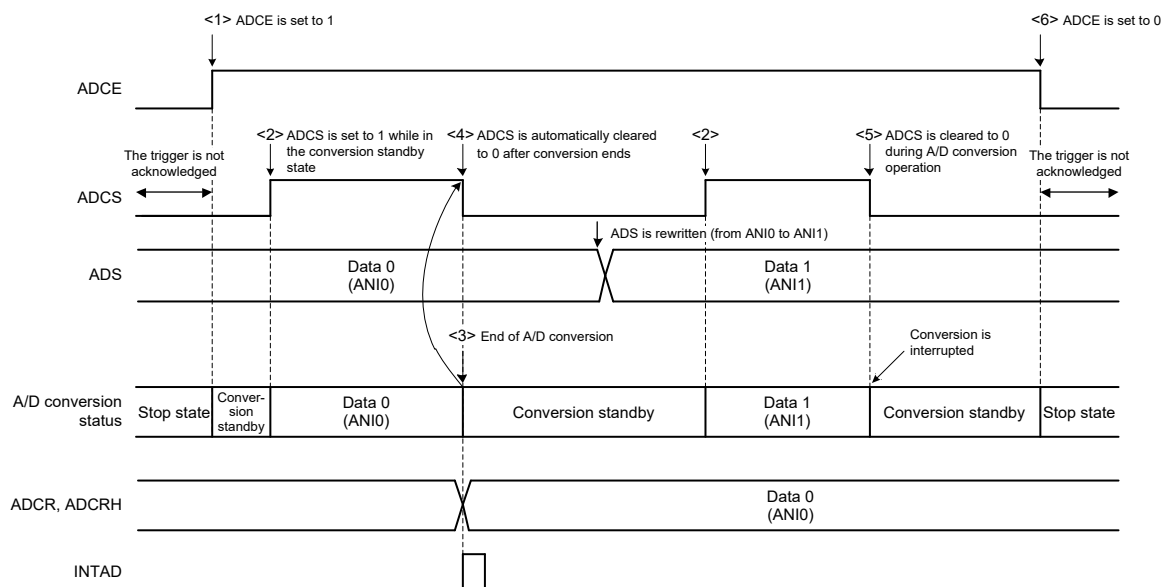 <1> ADCE is set to 1
<6> ADCE is set to 0
ADCE
<2> ADCS is set to 1 while in
the conversion standby
state
<4> ADCS is automatically cleared
to 0 after conversion ends
<2>
<5> ADCS is cleared to 0
during A/D conversion
operation
The trigger is not
acknowledged
The trigger is not
acknowledged
ADCS
ADS is rewritten (from ANI0 to ANI1)
ADS
Data 0
(ANI0)
Data 1
(ANI1)
<3> End of A/D conversion
Conversion is
interrupted
A/D conversion
status
Stop state
Conver-
sion
standby
Data 0
(ANI0)
Conversion standby
Data 1
(ANI1)
Conversion standby
Stop state
ADCR, ADCRH
Data 0
(ANI0)
INTAD